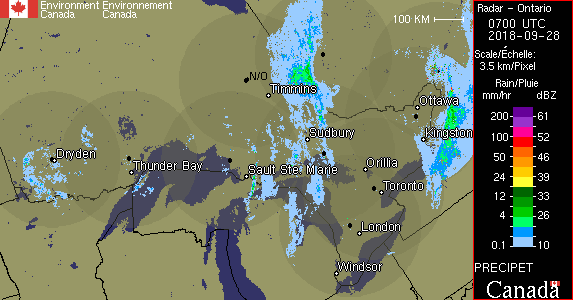 Environment Environnement
Canada Canada
100 KM
N/O
Timmins
Ottawa
Sudbury
Kingston
Dryden
Thunder Bay
Sault Ste. Marie
Orillia
Toronto
London
Windsor
Radar - Ontario
0700 UTC
2018-09-28
Scale/Échelle:
3.5 km/Pixel
Rain/Pluie
mm/hr dBZ
200 61
100 52
50 46
24 39
12 33
4 26
1 18
0.1 10
PRECIPET
Canada